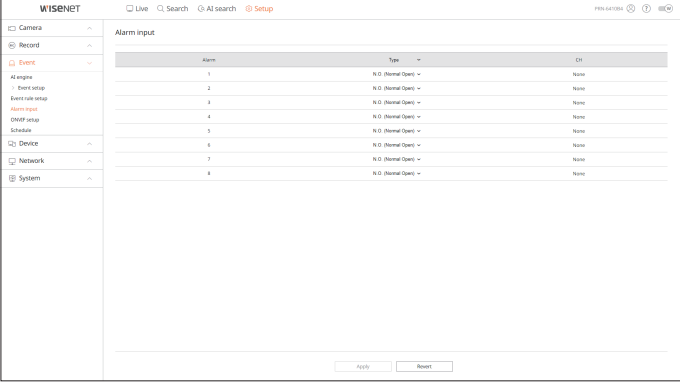 WISENET
Live Search AI search Setup
PRN-6410B4 ? W
Camera
Record
Event
AI engine
Event setup
Event rule setup
Alarm input
ONVIF setup
Schedule
Device
Network
System
Alarm input
Alarm Type CH
1 N.O. (Normal Open) None
2 N.O. (Normal Open) None
3 N.O. (Normal Open) None
4 N.O. (Normal Open) None
5 N.O. (Normal Open) None
6 N.O. (Normal Open) None
7 N.O. (Normal Open) None
8 N.O. (Normal Open) None
Apply Revert